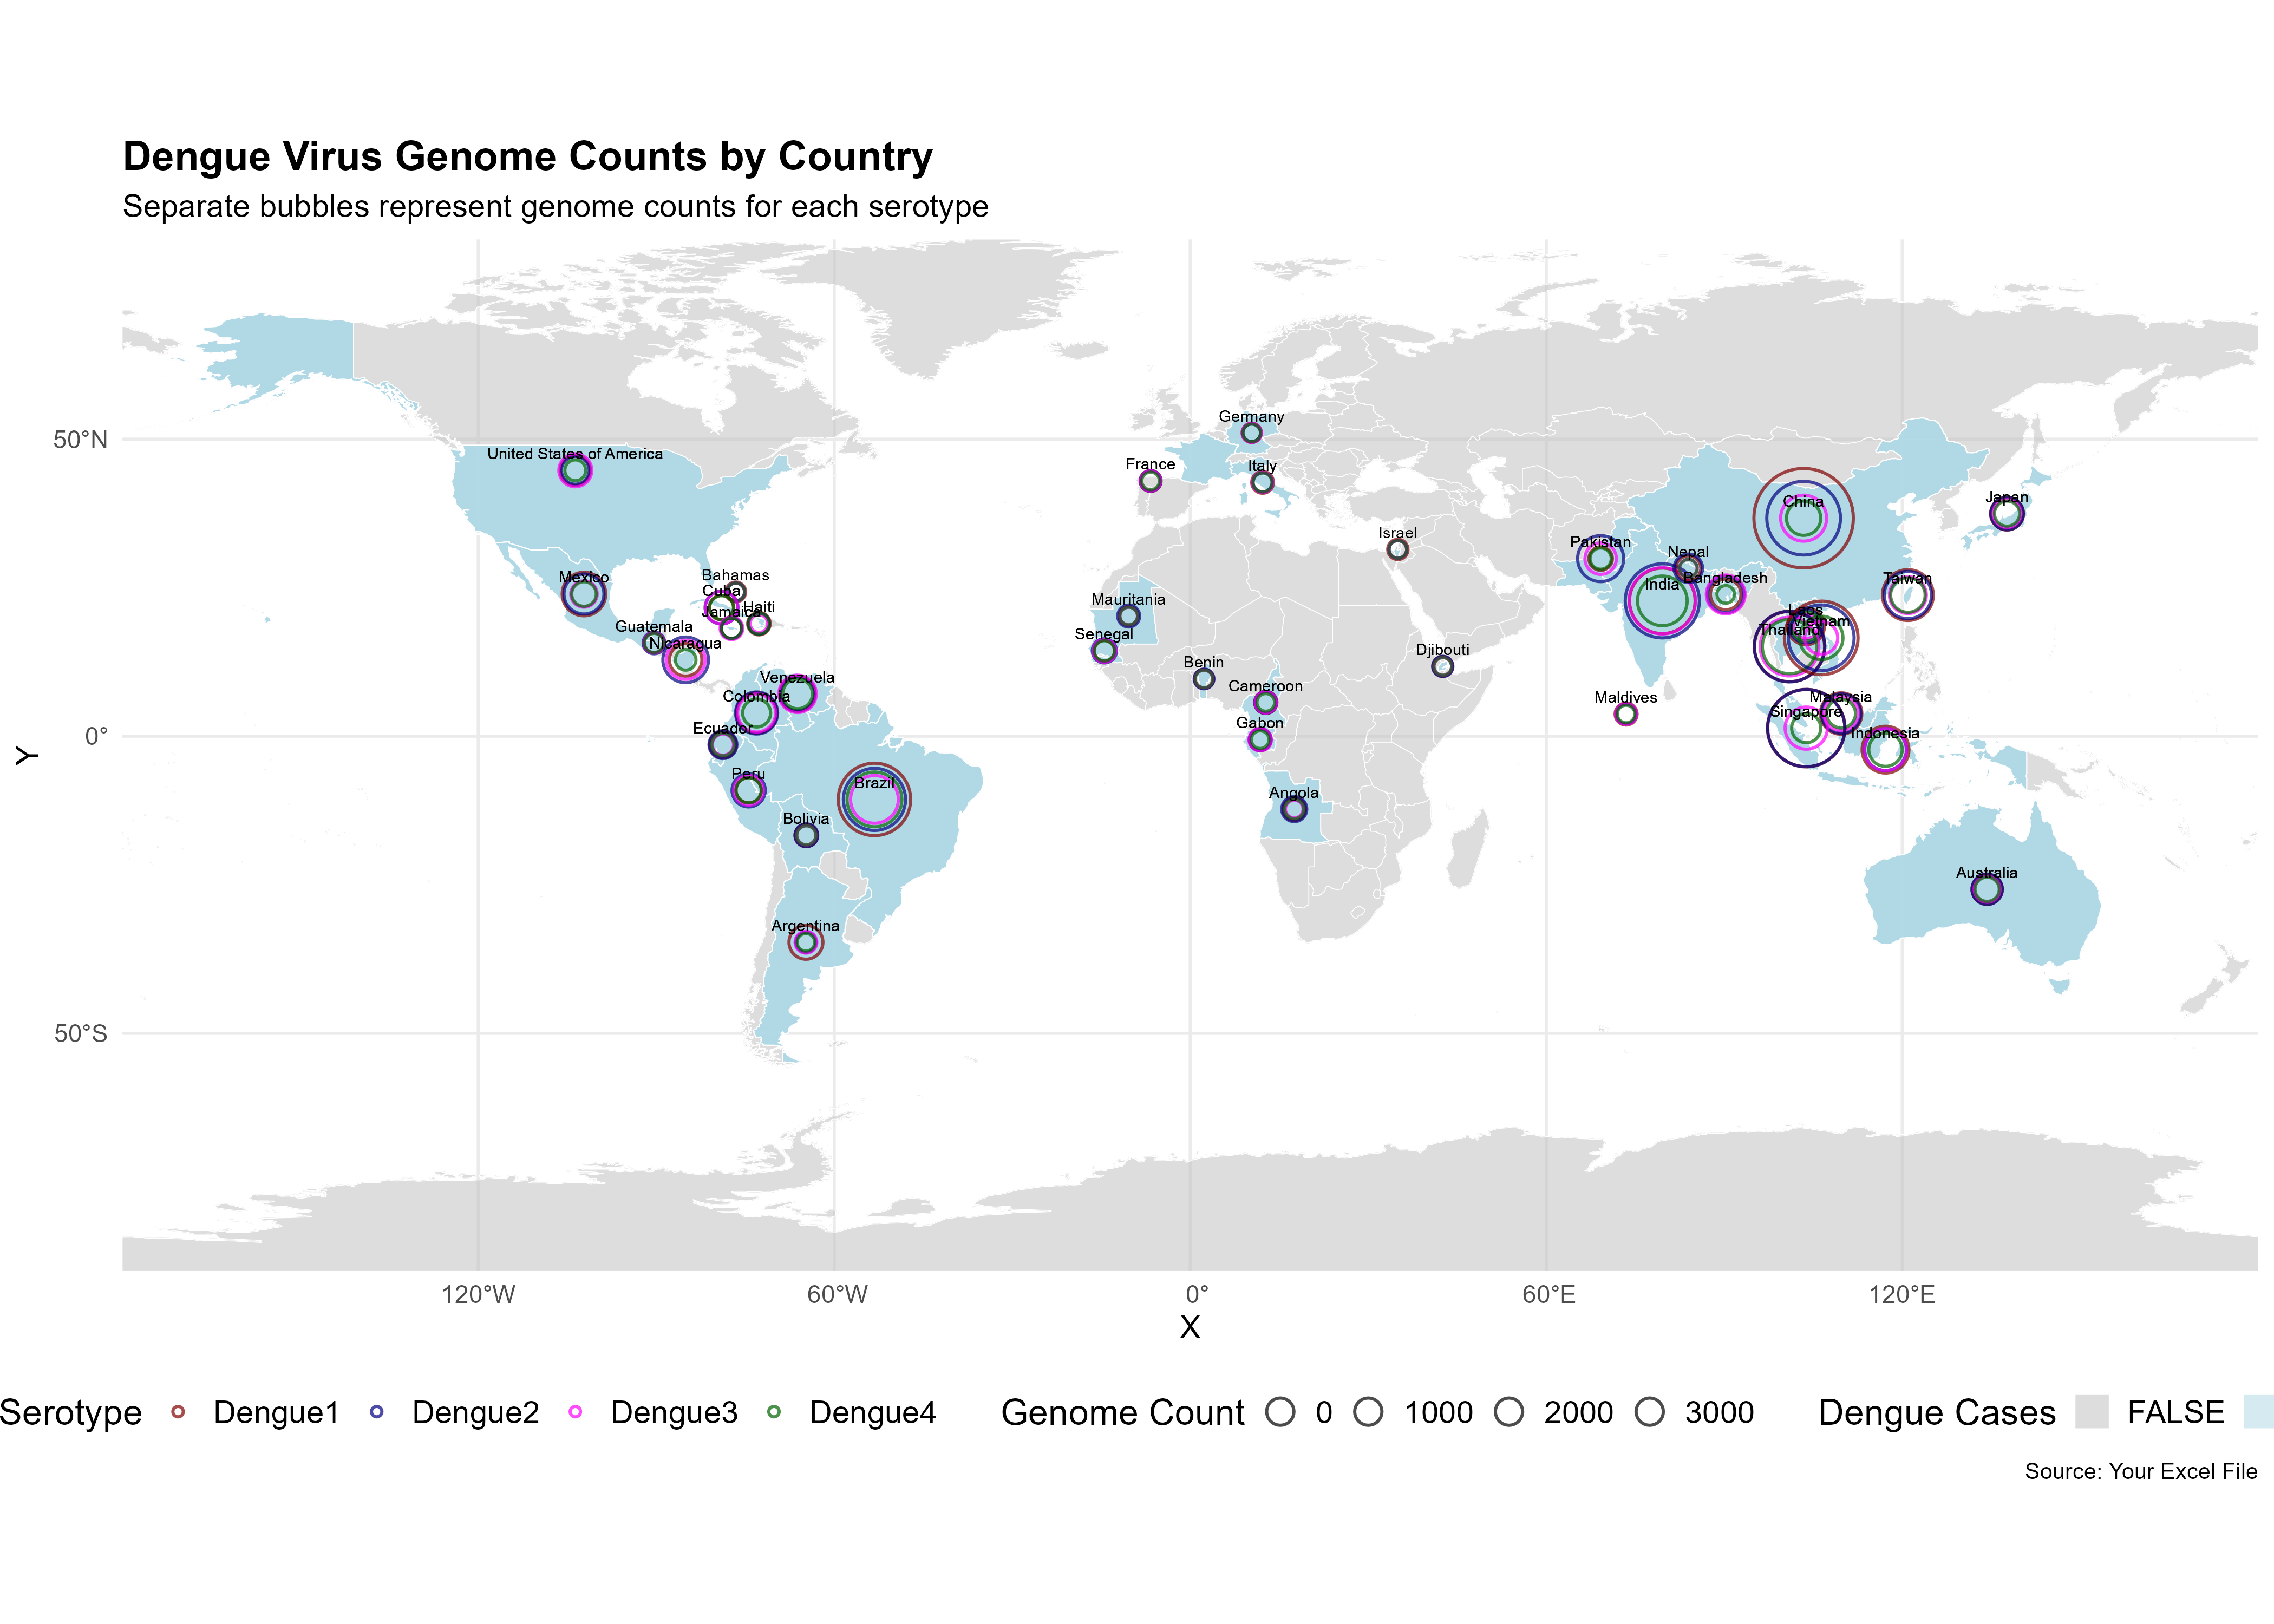 Dengue Virus Genome Counts by Country
Separate bubbles represent genome counts for each serotype
50°N
0°
50°S
Y
Germany
United States of America
France
Italy
China
Japan
Israel
Pakistan
Nepal
Mexico
Bahamas
India
Bangladesh
Taiwan
Cuba
Mauritania
Haiti
Jamaica
Laos
Vietnam
Guatemala
Senegal
Thailand
Nicaragua
Djibouti
Benin
Venezuela
Cameroon
Colombia
Maldives
Malaysia
Singapore
Gabon
Ecuador
Indonesia
Peru
Brazil
Angola
Bolivia
Australia
Argentina
120°W
60°W
0°
60°E
120°E
X
Serotype Dengue1 Dengue2 Dengue3 Dengue4 Genome Count 0 1000 2000 3000 Dengue Cases FALSE
Source: Your Excel File